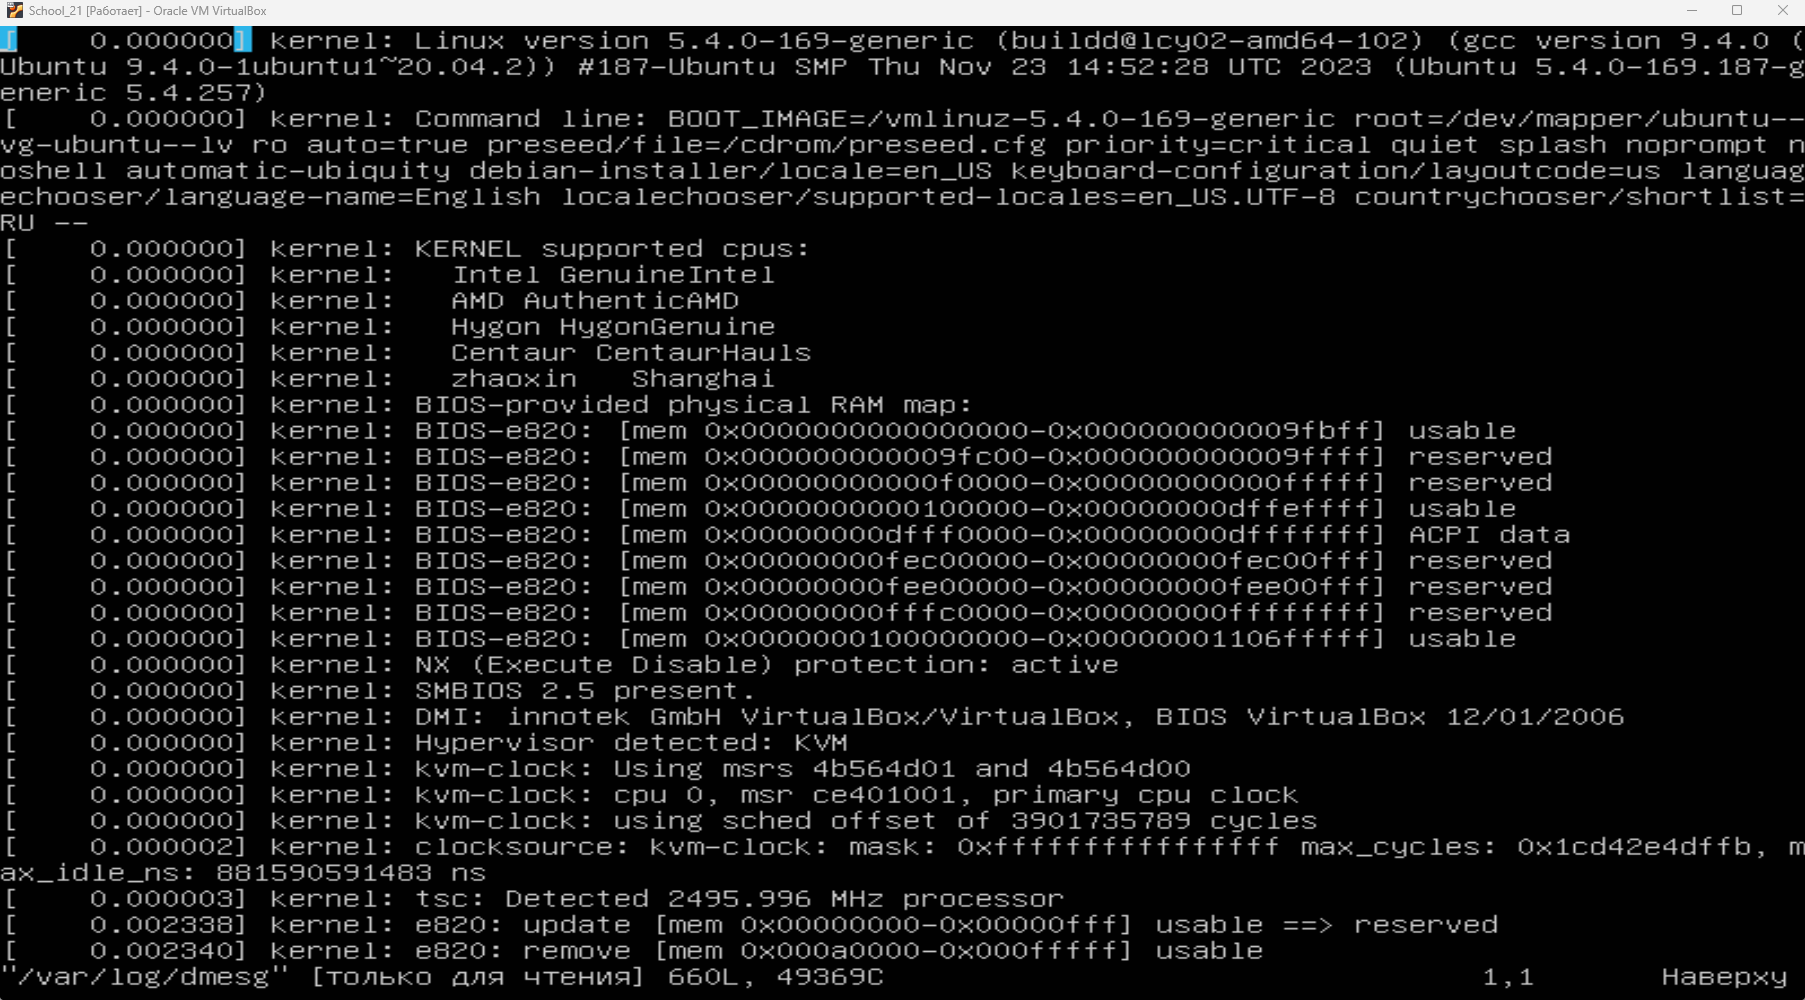 School_21 [Работает] - Oracle VM VirtualBox
[    0.000000] kernel: Linux version 5.4.0-169-generic (buildd@lcy02-amd64-102) (gcc version 9.4.0 (
Ubuntu 9.4.0-1ubuntu1~20.04.2)) #187-Ubuntu SMP Thu Nov 23 14:52:28 UTC 2023 (Ubuntu 5.4.0-169.187-g
eneric 5.4.257)
[    0.000000] kernel: Command line: BOOT_IMAGE=/vmlinuz-5.4.0-169-generic root=/dev/mapper/ubuntu--
vg-ubuntu--lv ro auto=true preseed/file=/cdrom/preseed.cfg priority=critical quiet splash noprompt n
oshell automatic-ubiquity debian-installer/locale=en_US keyboard-configuration/layoutcode=us languag
echooser/language-name=English localechooser/supported-locales=en_US.UTF-8 countrychooser/shortlist=
RU --
[    0.000000] kernel: KERNEL supported cpus:
[    0.000000] kernel:   Intel GenuineIntel
[    0.000000] kernel:   AMD AuthenticAMD
[    0.000000] kernel:   Hygon HygonGenuine
[    0.000000] kernel:   Centaur CentaurHauls
[    0.000000] kernel:   zhaoxin   Shanghai
[    0.000000] kernel: BIOS-provided physical RAM map:
[    0.000000] kernel: BIOS-e820: [mem 0x0000000000000000-0x000000000009fbff] usable
[    0.000000] kernel: BIOS-e820: [mem 0x000000000009fc00-0x000000000009ffff] reserved
[    0.000000] kernel: BIOS-e820: [mem 0x00000000000f0000-0x00000000000fffff] reserved
[    0.000000] kernel: BIOS-e820: [mem 0x0000000000100000-0x00000000dffeffff] usable
[    0.000000] kernel: BIOS-e820: [mem 0x00000000dfff0000-0x00000000dfffffff] ACPI data
[    0.000000] kernel: BIOS-e820: [mem 0x00000000fec00000-0x00000000fec00fff] reserved
[    0.000000] kernel: BIOS-e820: [mem 0x00000000fee00000-0x00000000fee00fff] reserved
[    0.000000] kernel: BIOS-e820: [mem 0x00000000fffc0000-0x00000000ffffffff] reserved
[    0.000000] kernel: BIOS-e820: [mem 0x0000000100000000-0x00000001106fffff] usable
[    0.000000] kernel: NX (Execute Disable) protection: active
[    0.000000] kernel: SMBIOS 2.5 present.
[    0.000000] kernel: DMI: innotek GmbH VirtualBox/VirtualBox, BIOS VirtualBox 12/01/2006
[    0.000000] kernel: Hypervisor detected: KVM
[    0.000000] kernel: kvm-clock: Using msrs 4b564d01 and 4b564d00
[    0.000000] kernel: kvm-clock: cpu 0, msr ce401001, primary cpu clock
[    0.000000] kernel: kvm-clock: using sched offset of 3901735789 cycles
[    0.000002] kernel: clocksource: kvm-clock: mask: 0xffffffffffffffff max_cycles: 0x1cd42e4dffb, m
ax_idle_ns: 881590591483 ns
[    0.000003] kernel: tsc: Detected 2495.996 MHz processor
[    0.002338] kernel: e820: update [mem 0x00000000-0x00000fff] usable ==> reserved
[    0.002340] kernel: e820: remove [mem 0x000a0000-0x000fffff] usable
"/var/log/dmesg" [только для чтения] 660L, 49369C 1,1 Наверху